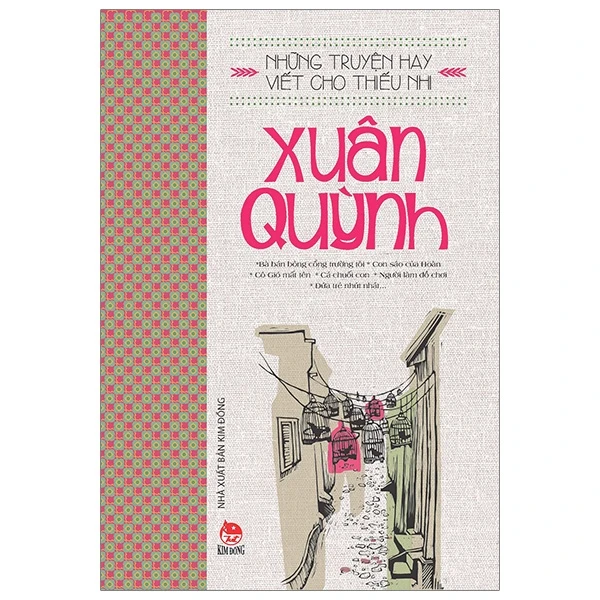 NHỮNG TRUYỆN HAY
VIẾT CHO THIẾU NHI
XUÂN
QUỲNH
*Bà bán bỏng cổng trường tôi * Con sáo của Hoàn
* Cô Gió mất tên * Cá chuối con * Người làm đồ chơi
* Đứa trẻ nhút nhát...
NHÀ XUẤT BẢN KIM ĐỒNG
KIM ĐỒNG